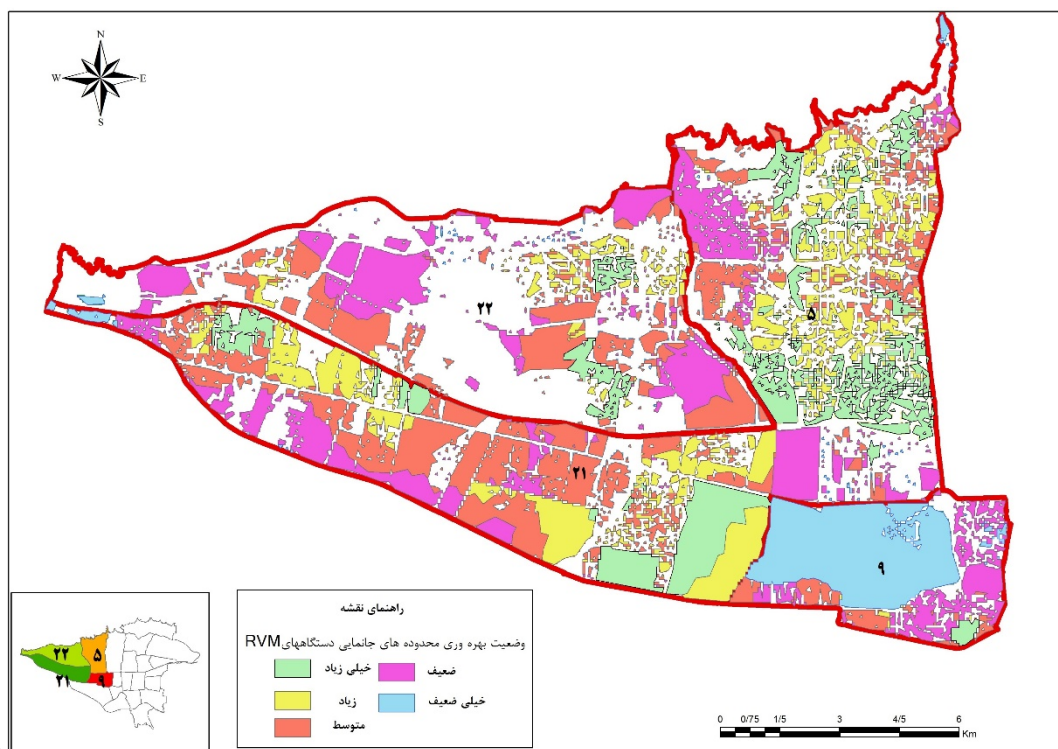 N
W E
S
۲۲
۵
۲۱
۹
۲۲ ۵
۲۱ ۹
راهنمای نقشه
وضعیت بهره وری محدوده های جانمایی دستگاههای RVM
خیلی زیاد ضعیف
زیاد خیلی ضعیف
متوسط
0 0/75 1/5 3 4/5 6
Km